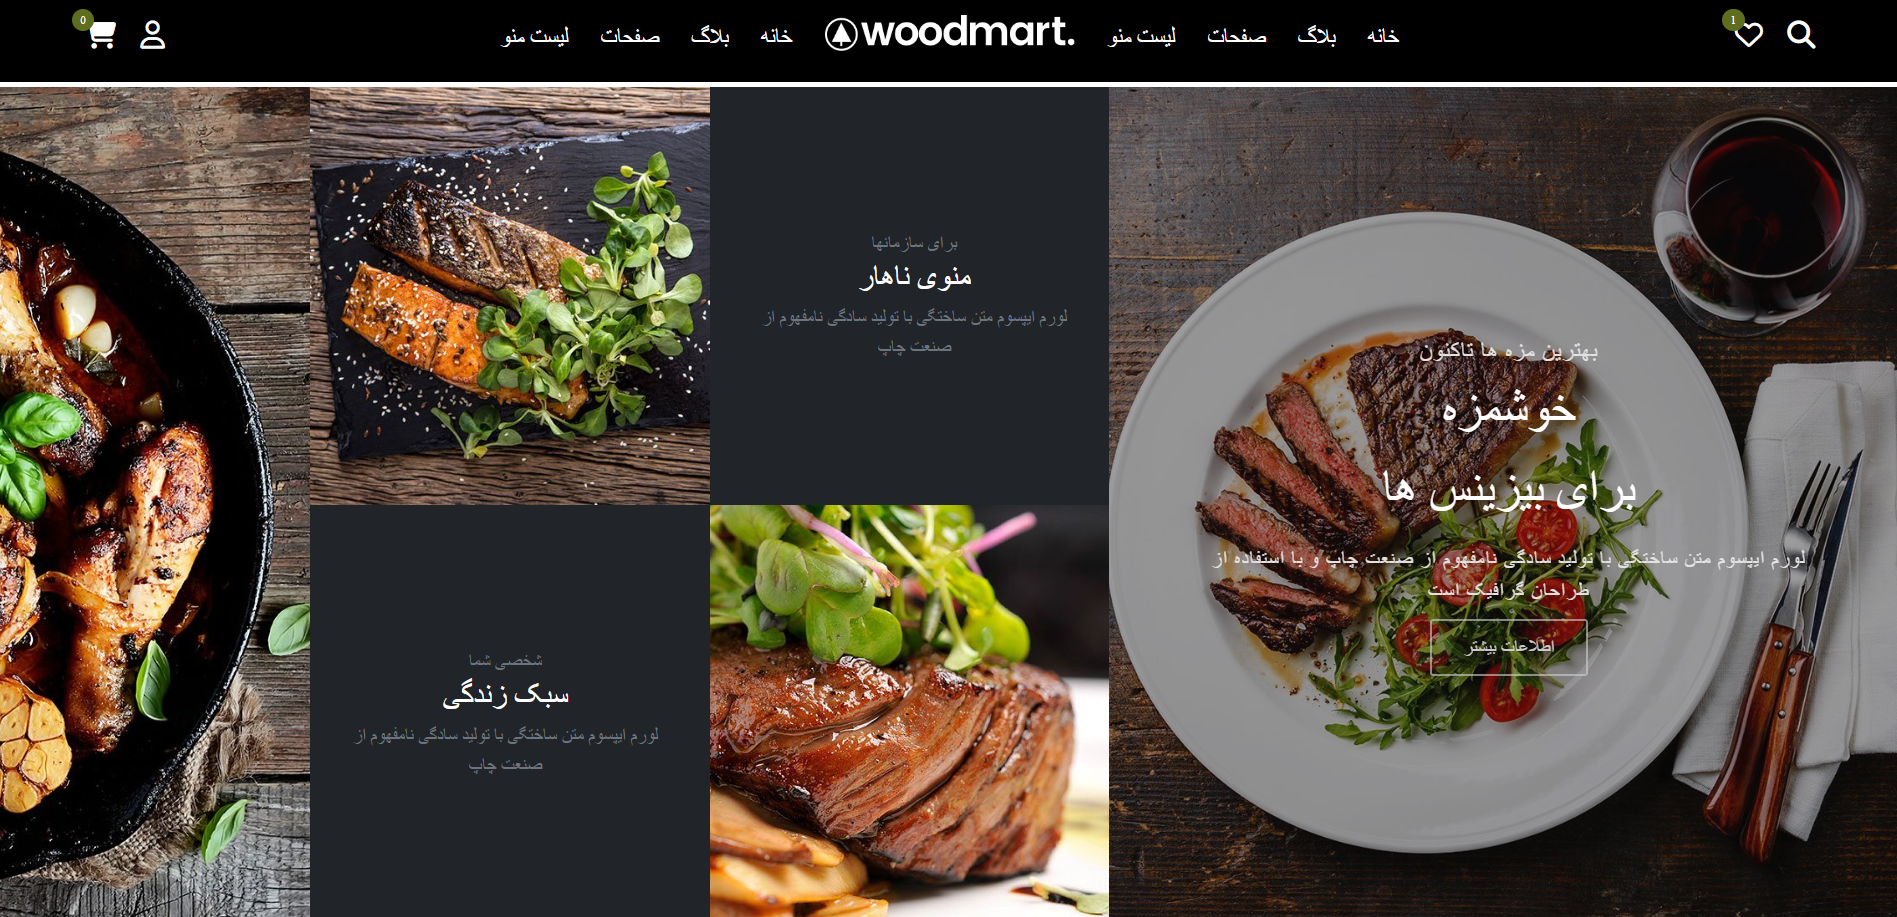 1
خانه
بلاگ
صفحات
لیست منو
woodmart.
خانه
بلاگ
صفحات
لیست منو
0
بهترین مزه ها تاکنون
خوشمزه
برای بیزینس ها
لورم ایپسوم متن ساختگی با تولید سادگی نامفهوم از صنعت چاپ و با استفاده از
طراحان گرافیک است
اطلاعات بیشتر
برای سازمانها
منوی ناهار
لورم ایپسوم متن ساختگی با تولید سادگی نامفهوم از
صنعت چاپ
شخصی شما
سبک زندگی
لورم ایپسوم متن ساختگی با تولید سادگی نامفهوم از
صنعت چاپ